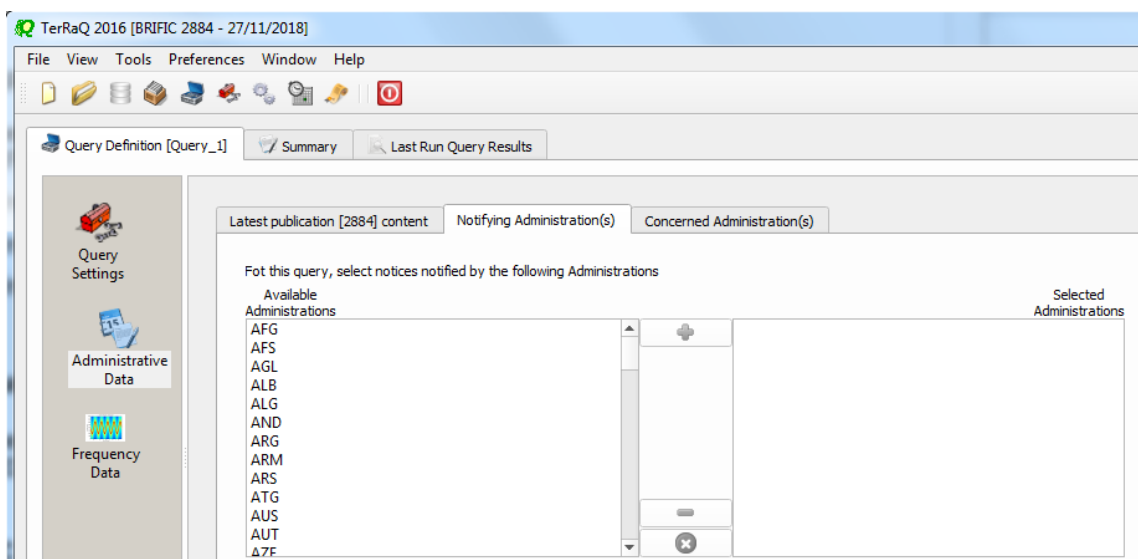 TerRaQ 2016 [BRIFIC 2884 - 27/11/2018]
File View Tools Preferences Window Help
Query Definition [Query_1] Summary Last Run Query Results
Latest publication [2884] content Notifying Administration(s) Concerned Administration(s)
Query
Settings
Fot this query, select notices notified by the following Administrations
Available
Administrations
Selected
Administrations
AFG
AFS
AGL
ALB
ALG
AND
ARG
ARM
ARS
ATG
AUS
AUT
AZE
Administrative
Data
Frequency
Data